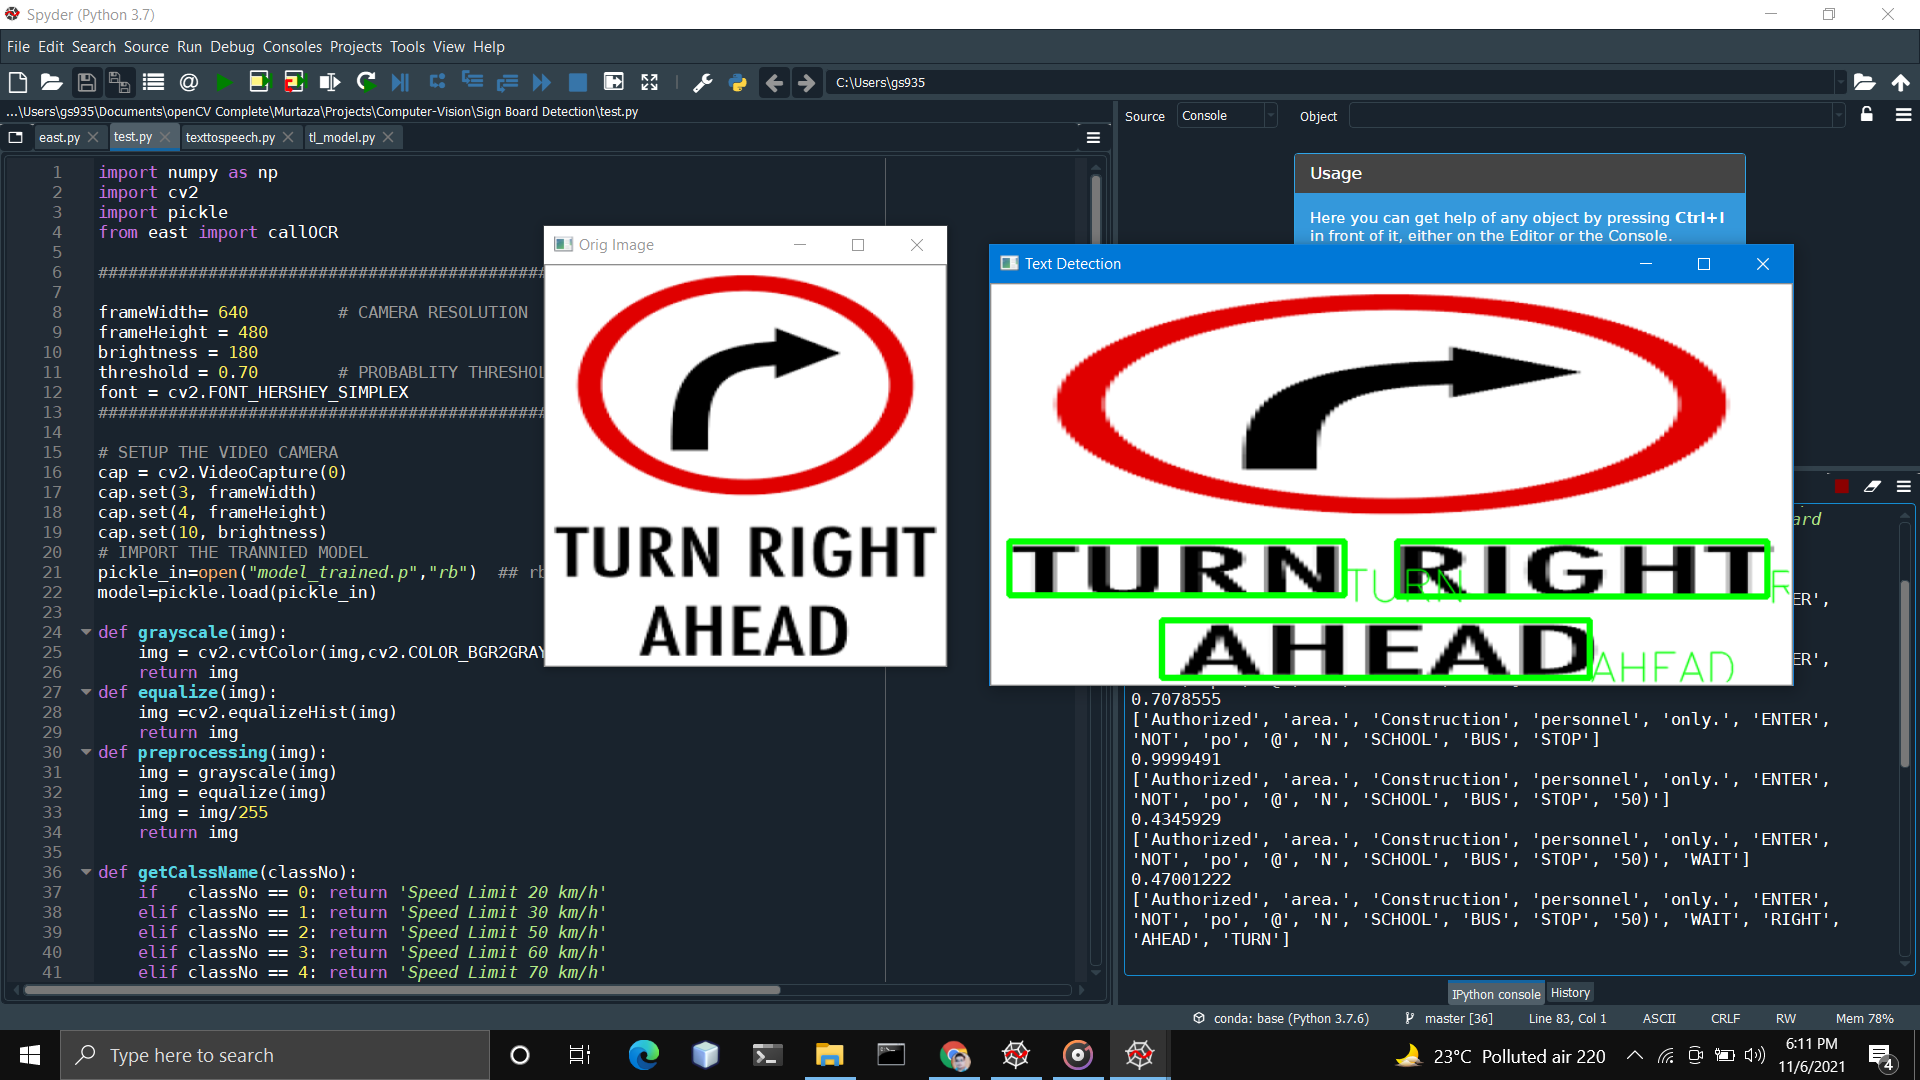 Spyder (Python 3.7)
File Edit Search Source Run Debug Consoles Projects Tools View Help
C:\Users\gs935
...\Users\gs935\Documents\openCV Complete\Murtaza\Projects\Computer-Vision\Sign Board Detection\test.py
east.py test.py texttospeech.py tl_model.py
1 import numpy as np
2 import cv2
3 import pickle
4 from east import callOCR
5
6 #############################################
7
8 frameWidth= 640 # CAMERA RESOLUTION
9 frameHeight = 480
10 brightness = 180
11 threshold = 0.70 # PROBABLITY THRESHOL
12 font = cv2.FONT_HERSHEY_SIMPLEX
13 #############################################
14
15 # SETUP THE VIDEO CAMERA
16 cap = cv2.VideoCapture(0)
17 cap.set(3, frameWidth)
18 cap.set(4, frameHeight)
19 cap.set(10, brightness)
20 # IMPORT THE TRANNIED MODEL
21 pickle_in=open("model_trained.p","rb") ## rb
22 model=pickle.load(pickle_in)
23
24 def grayscale(img):
25 img = cv2.cvtColor(img,cv2.COLOR_BGR2GRAY
26 return img
27 def equalize(img):
28 img =cv2.equalizeHist(img)
29 return img
30 def preprocessing(img):
31 img = grayscale(img)
32 img = equalize(img)
33 img = img/255
34 return img
35
36 def getCalssName(classNo):
37 if classNo == 0: return 'Speed Limit 20 km/h'
38 elif classNo == 1: return 'Speed Limit 30 km/h'
39 elif classNo == 2: return 'Speed Limit 50 km/h'
40 elif classNo == 3: return 'Speed Limit 60 km/h'
41 elif classNo == 4: return 'Speed Limit 70 km/h'
Orig Image
TURN RIGHT
AHEAD
Source Console Object
Usage
Here you can get help of any object by pressing Ctrl+I
in front of it, either on the Editor or the Console.
Text Detection
TURN RIGHT
TURN R
AHEAD AHEAD
ard
ER',
ER',
0.7078555
['Authorized', 'area.', 'Construction', 'personnel', 'only.', 'ENTER',
'NOT', 'po', '@', 'N', 'SCHOOL', 'BUS', 'STOP']
0.9999491
['Authorized', 'area.', 'Construction', 'personnel', 'only.', 'ENTER',
'NOT', 'po', '@', 'N', 'SCHOOL', 'BUS', 'STOP', '50)']
0.4345929
['Authorized', 'area.', 'Construction', 'personnel', 'only.', 'ENTER',
'NOT', 'po', '@', 'N', 'SCHOOL', 'BUS', 'STOP', '50)', 'WAIT']
0.47001222
['Authorized', 'area.', 'Construction', 'personnel', 'only.', 'ENTER',
'NOT', 'po', '@', 'N', 'SCHOOL', 'BUS', 'STOP', '50)', 'WAIT', 'RIGHT',
'AHEAD', 'TURN']
IPython console History
conda: base (Python 3.7.6) master [36] Line 83, Col 1 ASCII CRLF RW Mem 78%
Type here to search
23°C Polluted air 220
6:11 PM
11/6/2021
4